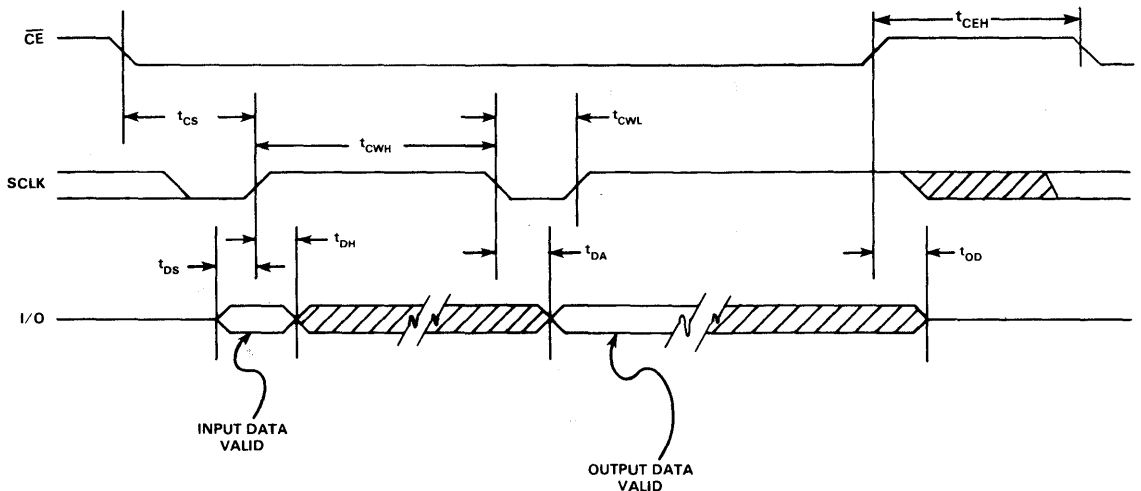 CE
tCEH
tCS
tCWL
tCWH
SCLK
tDH
tDS
tDA
tOD
I/O
INPUT DATA
VALID
OUTPUT DATA
VALID